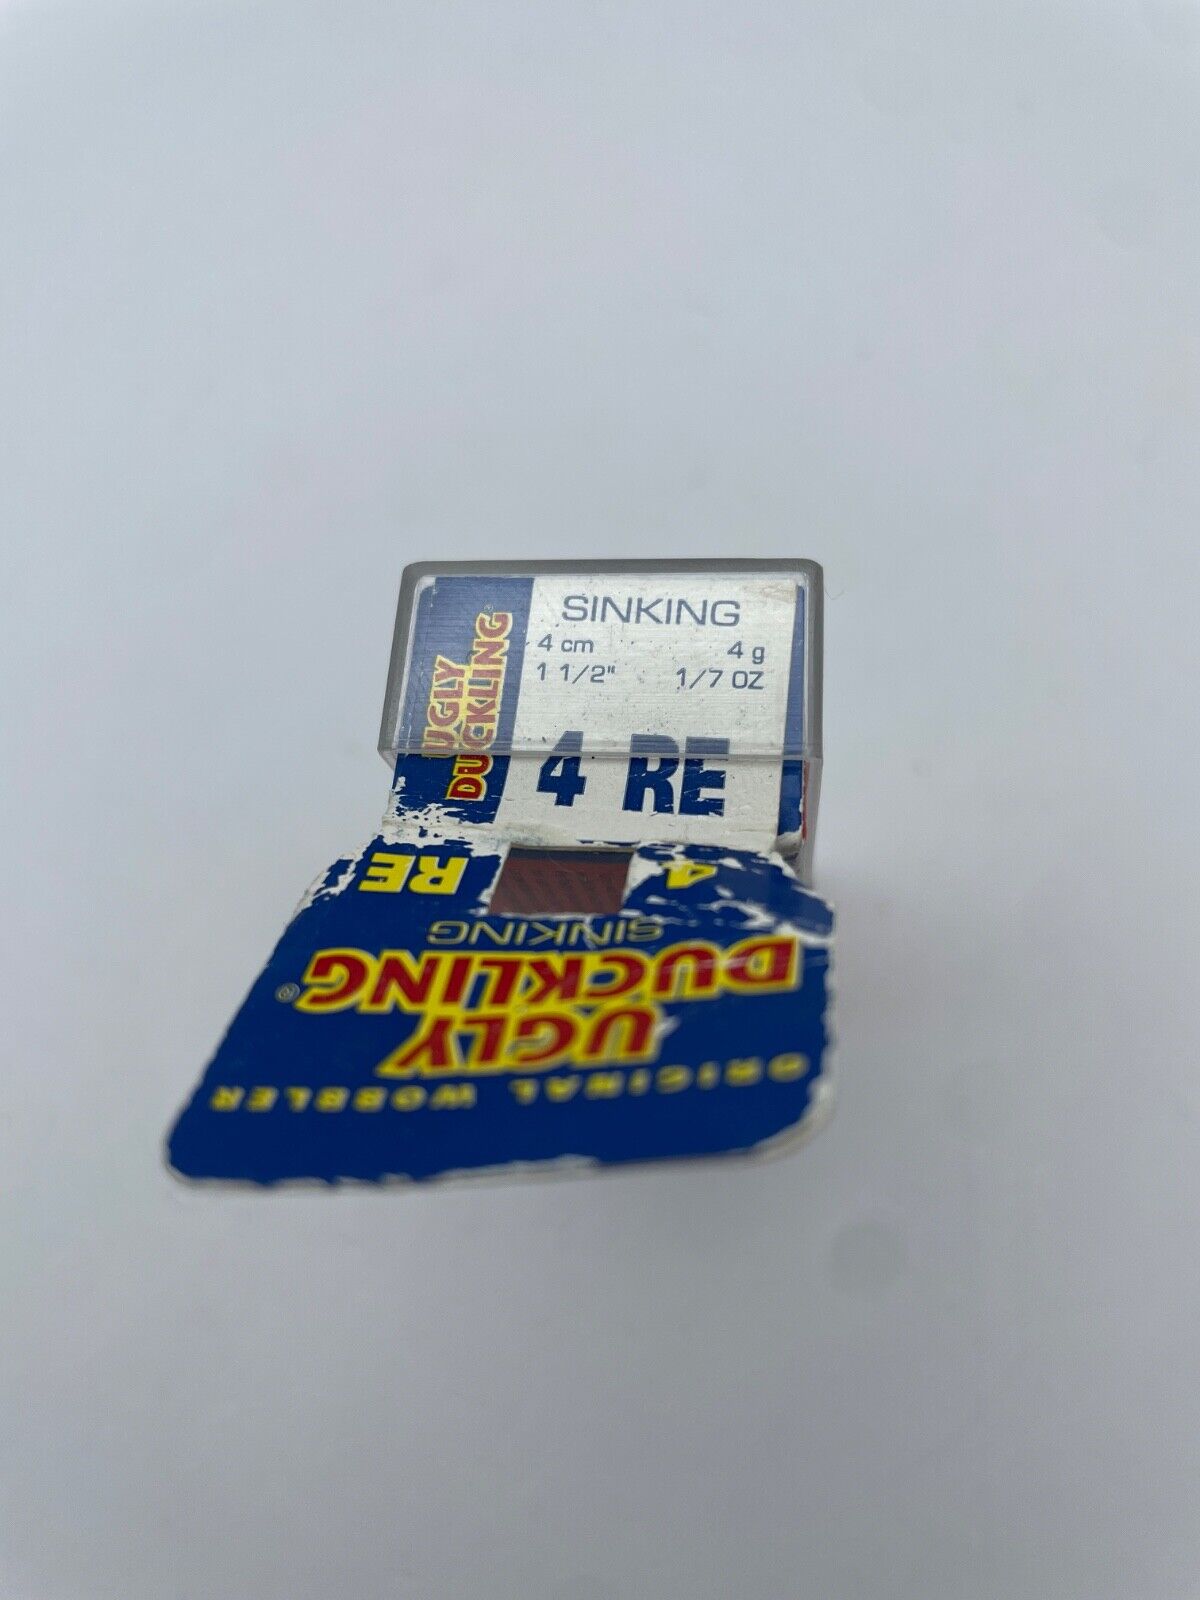 UGLY
DUCKLING®
SINKING
4 cm 4 g
1 1/2" 1/7 OZ
4 RE
ORIGINAL WOBBLER
UGLY
DUCKLING®
SINKING
4 RE